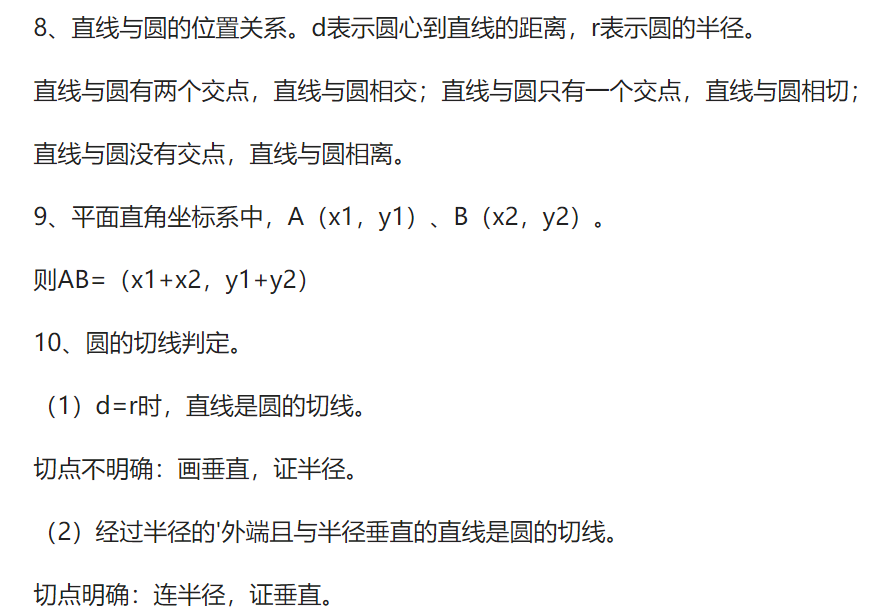 8、直线与圆的位置关系。d表示圆心到直线的距离，r表示圆的半径。
直线与圆有两个交点，直线与圆相交；直线与圆只有一个交点，直线与圆相切；
直线与圆没有交点，直线与圆相离。
9、平面直角坐标系中，A（x1，y1）、B（x2，y2）。
则AB=（x1+x2，y1+y2）
10、圆的切线判定。
（1）d=r时，直线是圆的切线。
切点不明确：画垂直，证半径。
（2）经过半径的'外端且与半径垂直的直线是圆的切线。
切点明确：连半径，证垂直。